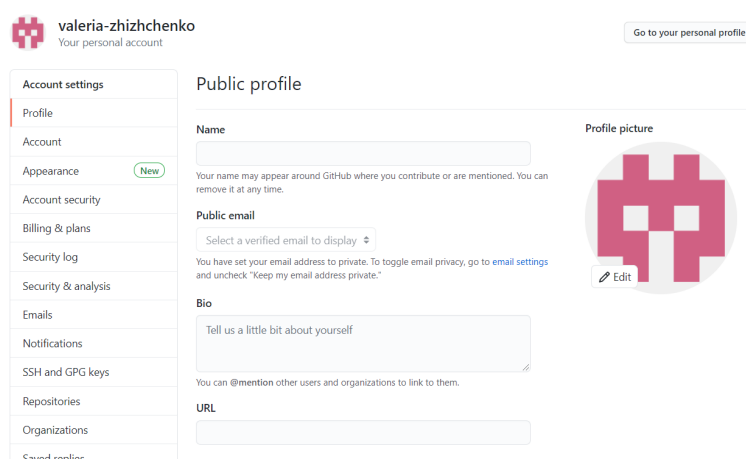 valeria-zhizhchenko
Your personal account
Go to your personal profile
Account settings
Profile
Account
Appearance New
Account security
Billing & plans
Security log
Security & analysis
Emails
Notifications
SSH and GPG keys
Repositories
Organizations
Saved replies
Public profile
Name
Your name may appear around GitHub where you contribute or are mentioned. You can
remove it at any time.
Public email
Select a verified email to display
You have set your email address to private. To toggle email privacy, go to email settings
and uncheck "Keep my email address private."
Bio
Tell us a little bit about yourself
You can @mention other users and organizations to link to them.
URL
Profile picture
Edit